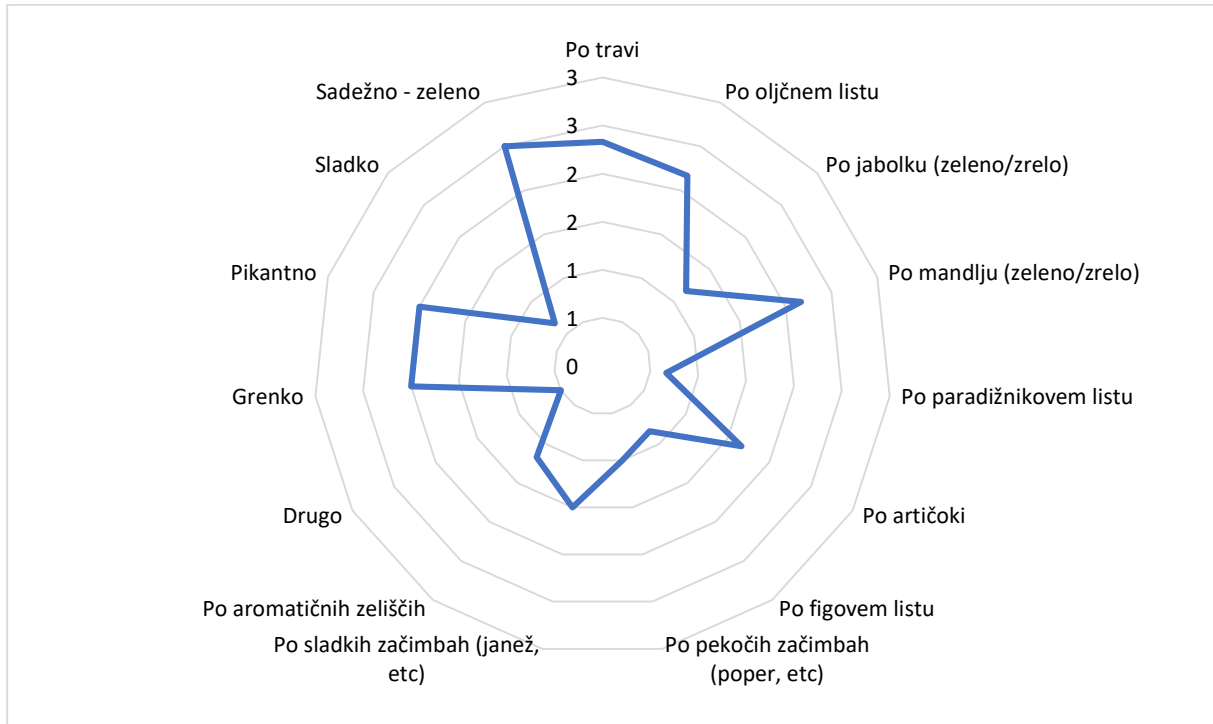 Po travi
Po oljčnem listu
Po jabolku (zeleno/zrelo)
Po mandlju (zeleno/zrelo)
Po paradižnikovem listu
Po artičoki
Po figovem listu
Po pekočih začimbah
(poper, etc)
Po sladkih začimbah (janež,
etc)
Po aromatičnih zeliščih
Drugo
Grenko
Pikantno
Sladko
Sadežno - zeleno
3
3
2
2
1
1
0